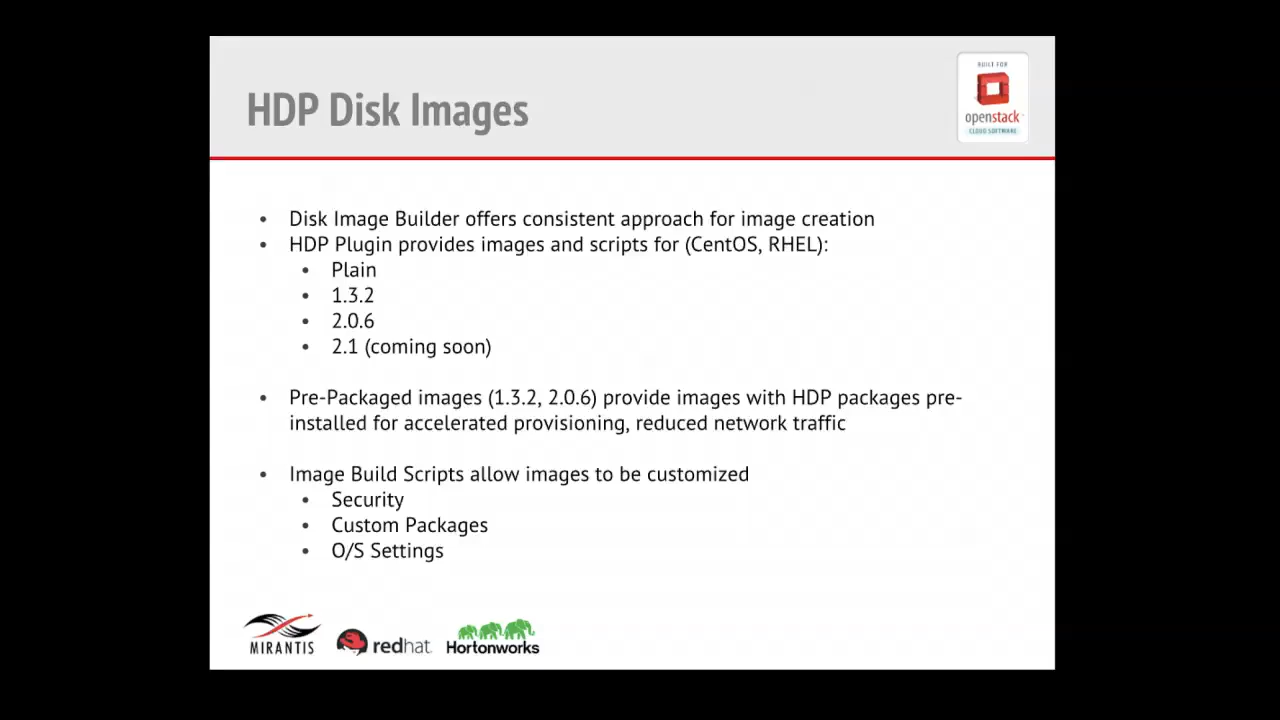 HDP Disk Images
BUILT FOR
openstack
CLOUD SOFTWARE
• Disk Image Builder offers consistent approach for image creation
• HDP Plugin provides images and scripts for (CentOS, RHEL):
• Plain
• 1.3.2
• 2.0.6
• 2.1 (coming soon)
• Pre-Packaged images (1.3.2, 2.0.6) provide images with HDP packages pre-
installed for accelerated provisioning, reduced network traffic
• Image Build Scripts allow images to be customized
• Security
• Custom Packages
• O/S Settings
MIRANTIS
redhat.
Hortonworks